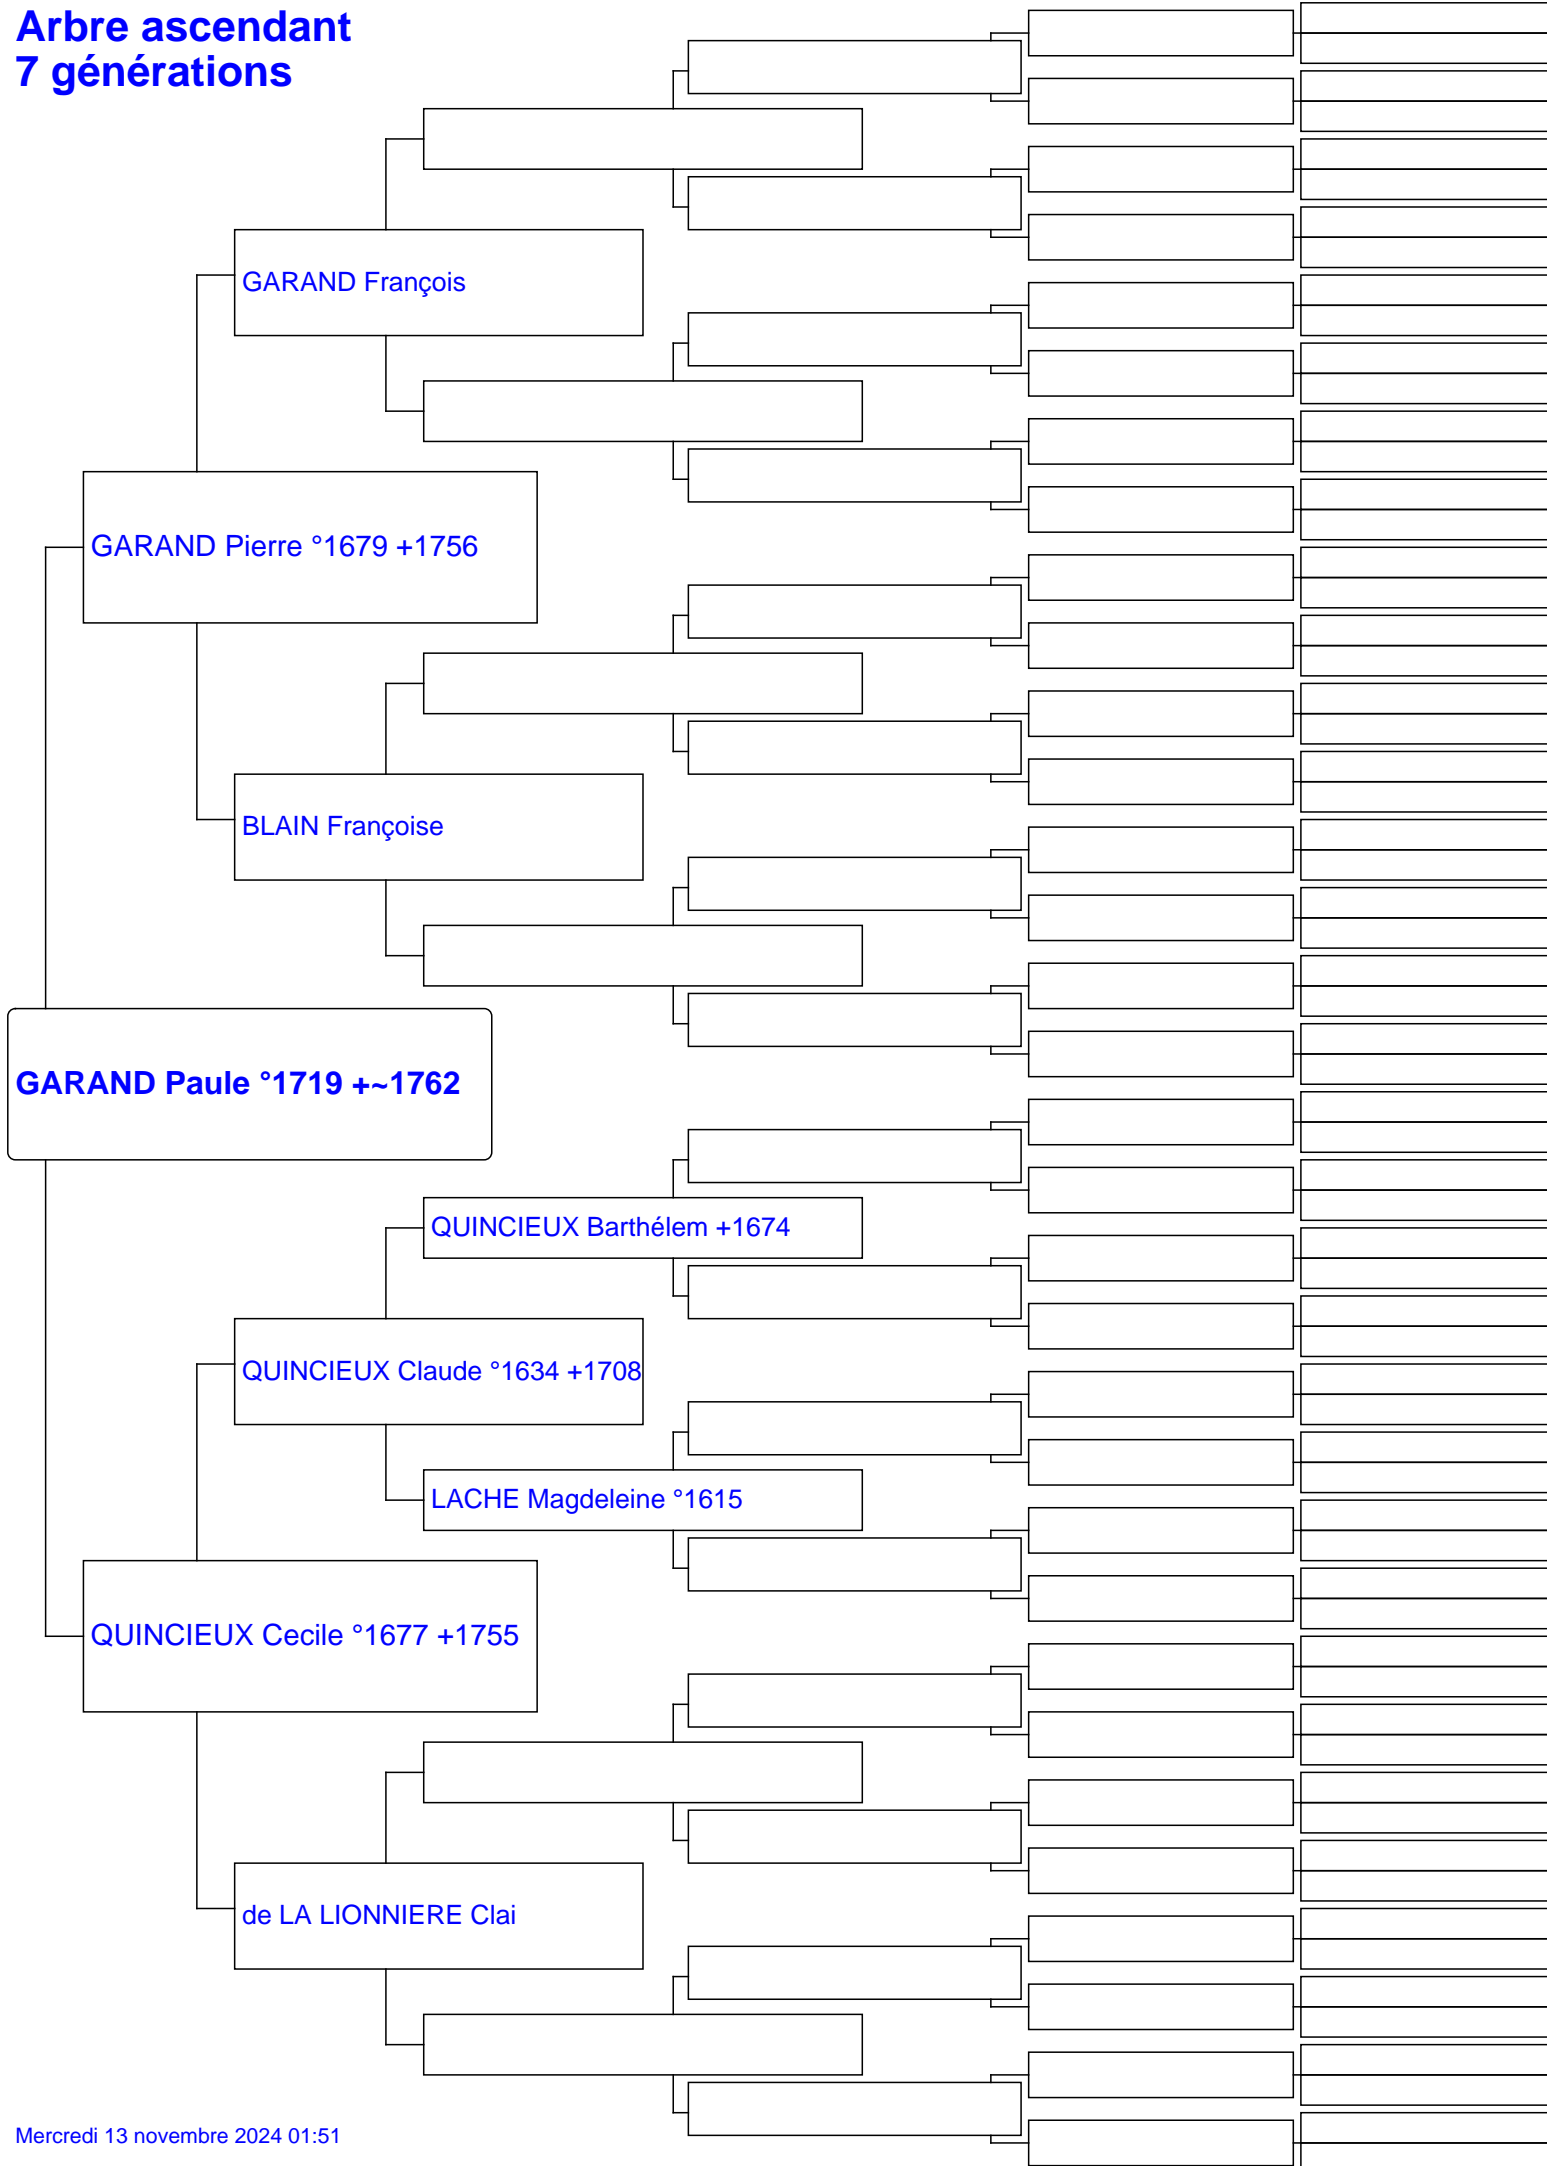 Arbre ascendant
7 générations
GARAND François
GARAND Pierre °1679 +1756
BLAIN Françoise
GARAND Paule °1719 +~1762
QUINCIEUX Barthélem +1674
QUINCIEUX Claude °1634 +1708
LACHE Magdeleine °1615
QUINCIEUX Cecile °1677 +1755
de LA LIONNIERE Clai
Mercredi 13 novembre 2024 01:51